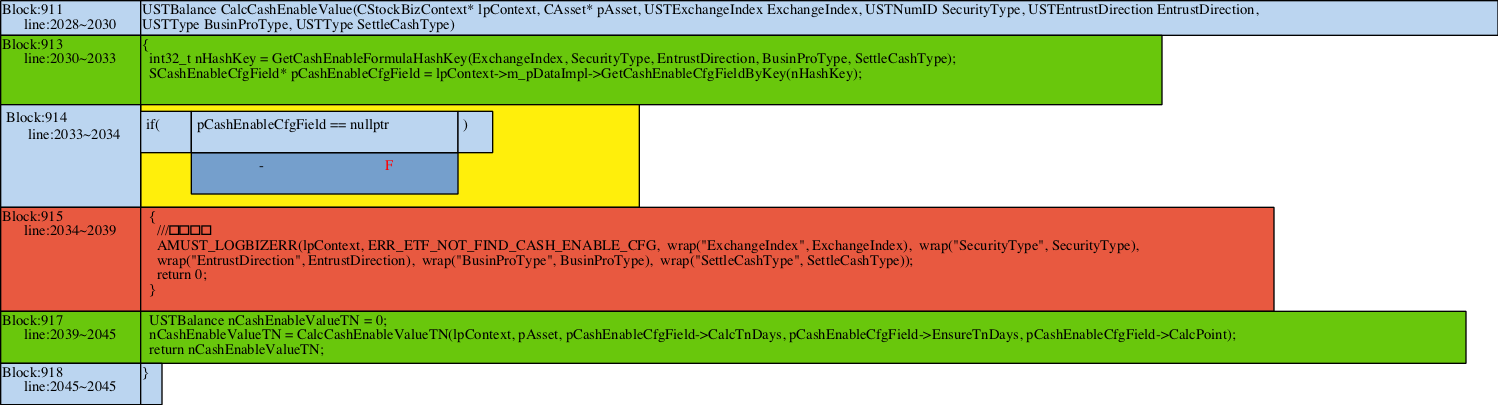 Block:911
line:2028~2030
USTBalance CalcCashEnableValue(CStockBizContext* lpContext, CAsset* pAsset, USTExchangeIndex ExchangeIndex, USTNumID SecurityType, USTEntrustDirection EntrustDirection,
USTType BusinProType, USTType SettleCashType)
Block:913
line:2030~2033
{
int32_t nHashKey = GetCashEnableFormulaHashKey(ExchangeIndex, SecurityType, EntrustDirection, BusinProType, SettleCashType);
SCashEnableCfgField* pCashEnableCfgField = lpContext->m_pDataImpl->GetCashEnableCfgFieldByKey(nHashKey);
Block:914
line:2033~2034
if( pCashEnableCfgField == nullptr )
- F
Block:915
line:2034~2039
{
///□□□□
AMUST_LOGBIZERR(lpContext, ERR_ETF_NOT_FIND_CASH_ENABLE_CFG, wrap("ExchangeIndex", ExchangeIndex), wrap("SecurityType", SecurityType),
wrap("EntrustDirection", EntrustDirection), wrap("BusinProType", BusinProType), wrap("SettleCashType", SettleCashType));
return 0;
}
Block:917
line:2039~2045
USTBalance nCashEnableValueTN = 0;
nCashEnableValueTN = CalcCashEnableValueTN(lpContext, pAsset, pCashEnableCfgField->CalcTnDays, pCashEnableCfgField->EnsureTnDays, pCashEnableCfgField->CalcPoint);
return nCashEnableValueTN;
Block:918
line:2045~2045
}